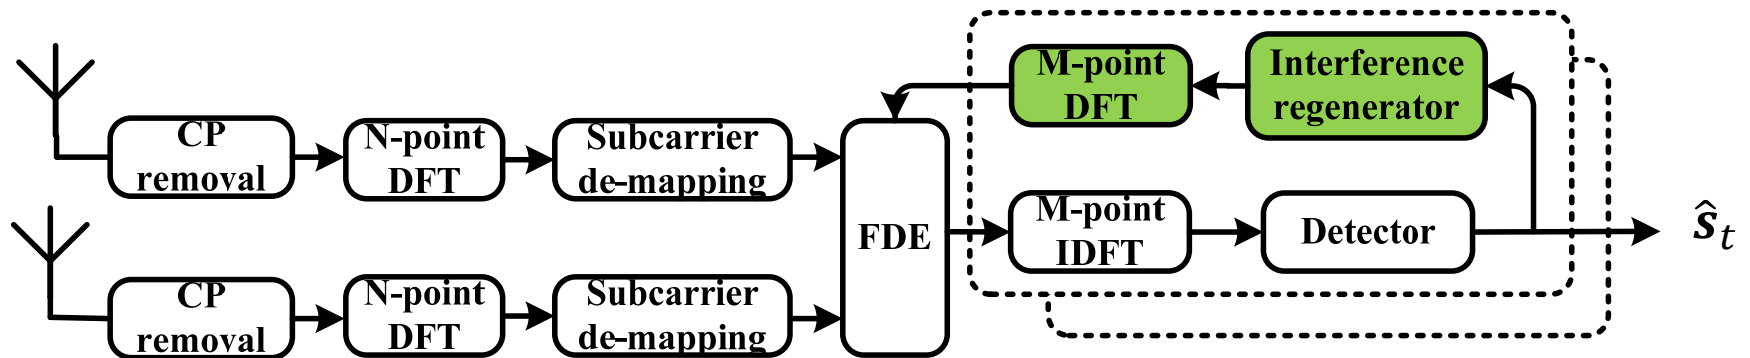 CP
removal
N-point
DFT
Subcarrier
de-mapping
FDE
M-point
DFT
Interference
regenerator
M-point
IDFT
Detector
ŝ_t
CP
removal
N-point
DFT
Subcarrier
de-mapping